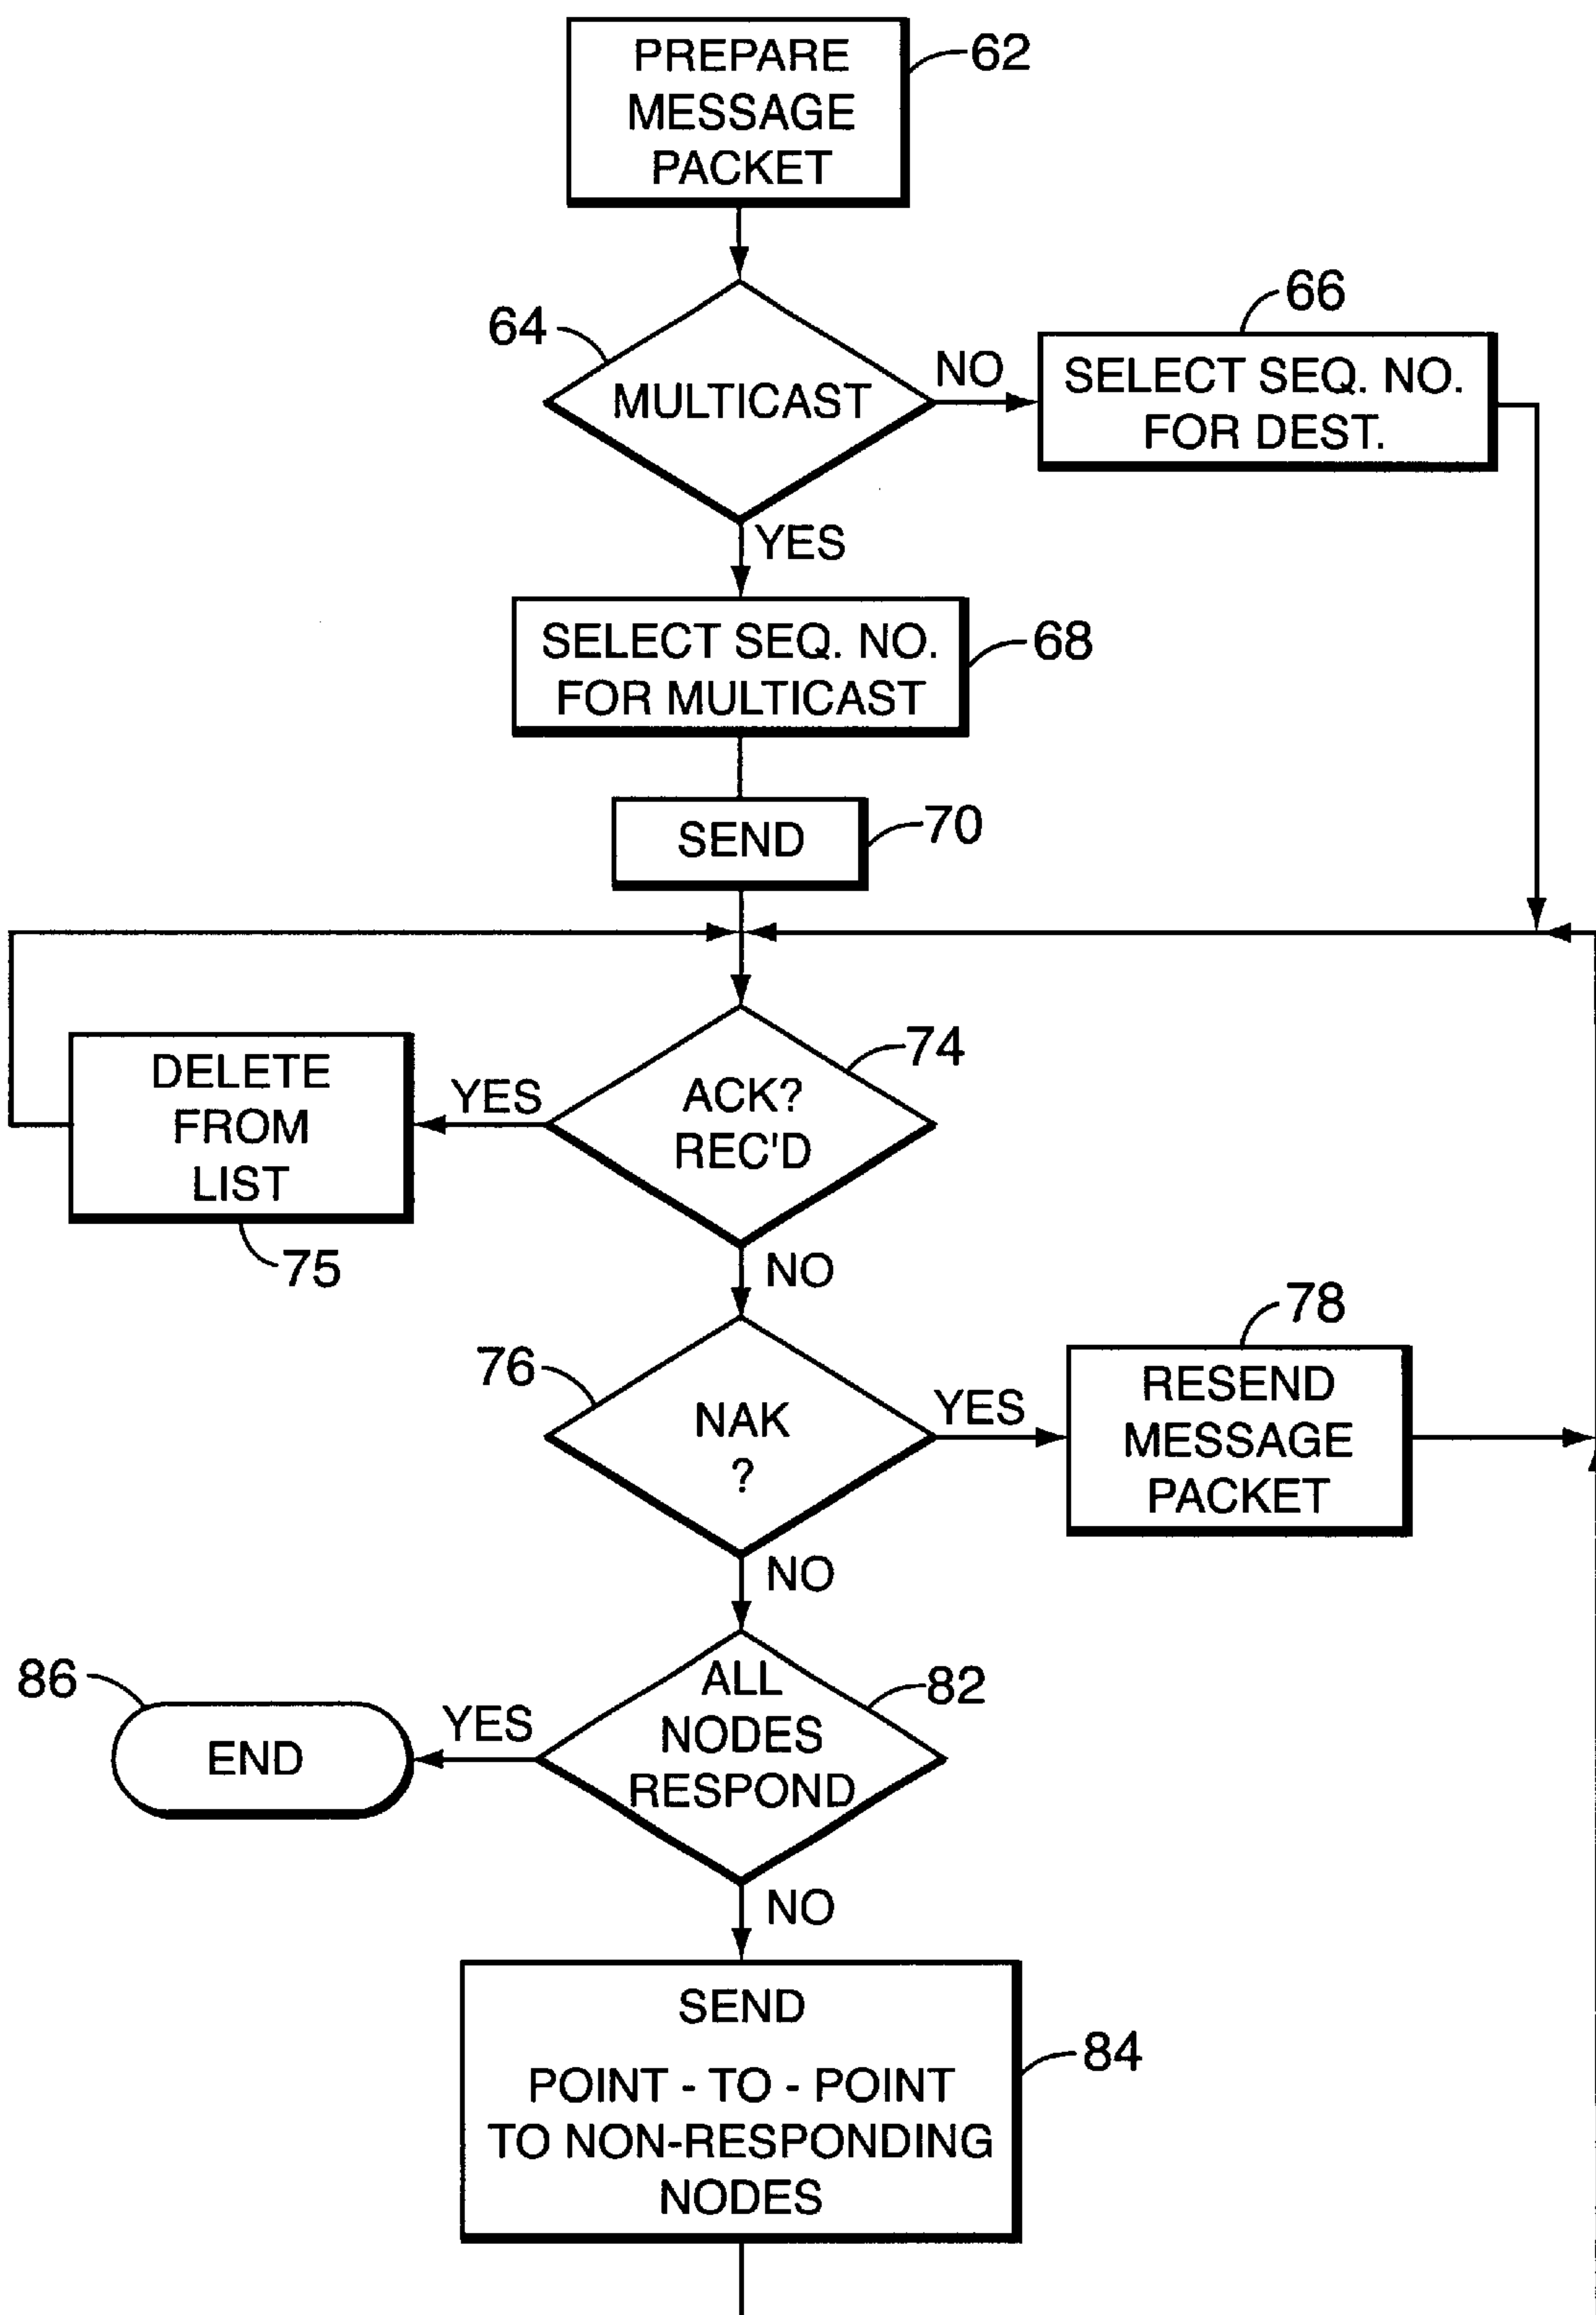 PREPARE
MESSAGE
PACKET
62
64
MULTICAST
NO
66
SELECT SEQ. NO.
FOR DEST.
YES
SELECT SEQ. NO.
FOR MULTICAST
68
SEND
70
74
ACK?
REC'D
YES
DELETE
FROM
LIST
75
NO
76
NAK
?
YES
78
RESEND
MESSAGE
PACKET
NO
82
ALL
NODES
RESPOND
YES
86
END
NO
SEND
POINT - TO - POINT
TO NON-RESPONDING
NODES
84